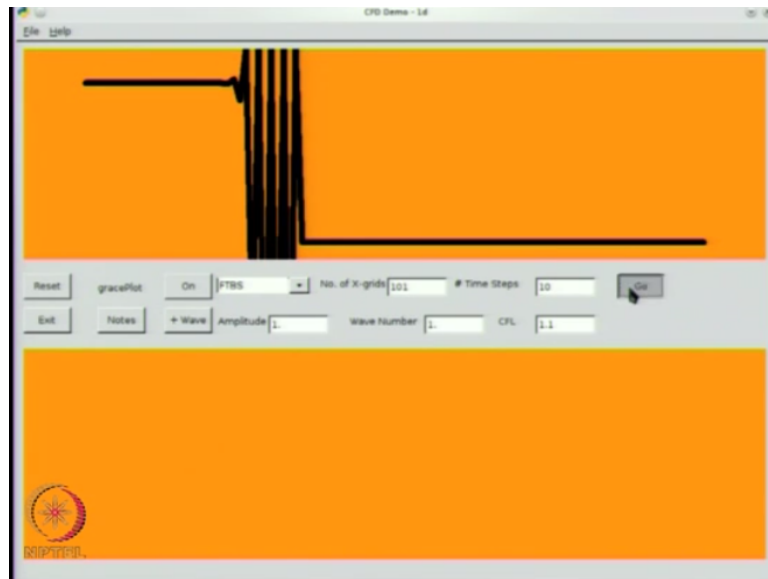 CFD Demo - 1d
File Help
Reset gracePlot On FTBS No. of X-grids 101 # Time Steps 10 Go
Exit Notes + Wave Amplitude 1. Wave Number 1. CFL 1.1
NPTEL